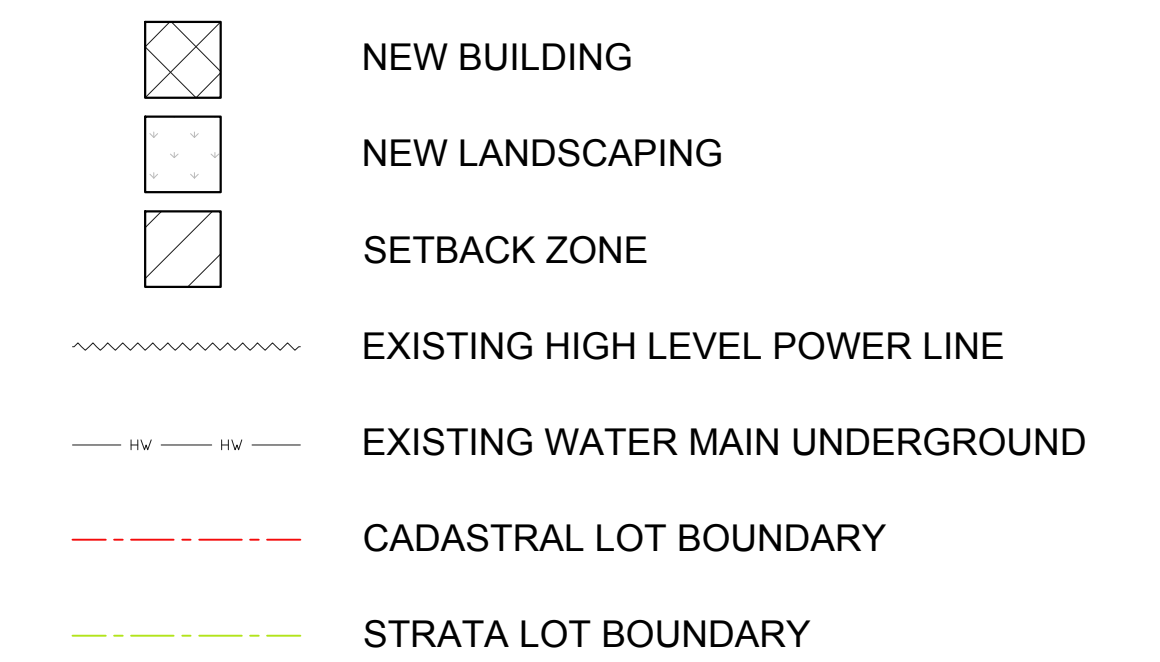 NEW BUILDING
NEW LANDSCAPING
SETBACK ZONE
EXISTING HIGH LEVEL POWER LINE
HW HW EXISTING WATER MAIN UNDERGROUND
CADASTRAL LOT BOUNDARY
STRATA LOT BOUNDARY